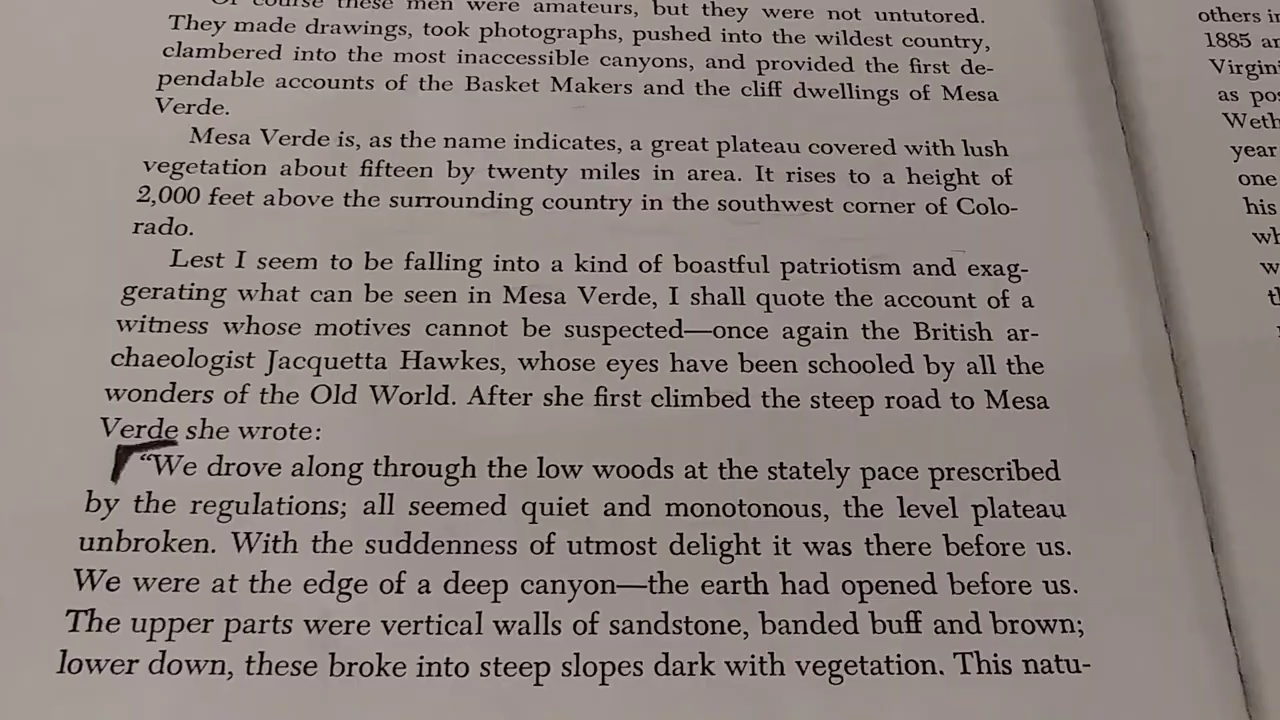 Of course these men were amateurs, but they were not untutored.
They made drawings, took photographs, pushed into the wildest country,
clambered into the most inaccessible canyons, and provided the first de-
pendable accounts of the Basket Makers and the cliff dwellings of Mesa
Verde.
Mesa Verde is, as the name indicates, a great plateau covered with lush
vegetation about fifteen by twenty miles in area. It rises to a height of
2,000 feet above the surrounding country in the southwest corner of Colo-
rado.
Lest I seem to be falling into a kind of boastful patriotism and exag-
gerating what can be seen in Mesa Verde, I shall quote the account of a
witness whose motives cannot be suspected—once again the British ar-
chaeologist Jacquetta Hawkes, whose eyes have been schooled by all the
wonders of the Old World. After she first climbed the steep road to Mesa
Verde she wrote:
“We drove along through the low woods at the stately pace prescribed
by the regulations; all seemed quiet and monotonous, the level plateau
unbroken. With the suddenness of utmost delight it was there before us.
We were at the edge of a deep canyon—the earth had opened before us.
The upper parts were vertical walls of sandstone, banded buff and brown;
lower down, these broke into steep slopes dark with vegetation. This natu-
others
1885
as
year
one
his